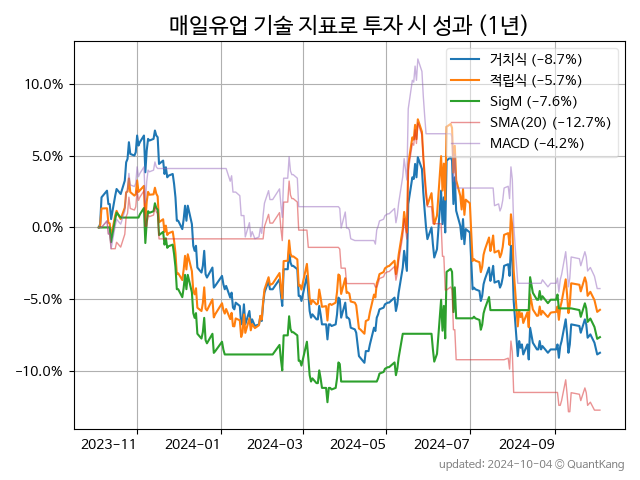 매일유업 기술 지표로 투자 시 성과 (1년)
거치식 (−8.7%)
적립식 (−5.7%)
SigM (−7.6%)
SMA(20) (−12.7%)
MACD (−4.2%)
10.0%
5.0%
0.0%
−5.0%
−10.0%
2023-11
2024-01
2024-03
2024-05
2024-07
2024-09
updated: 2024-10-04 © QuantKang